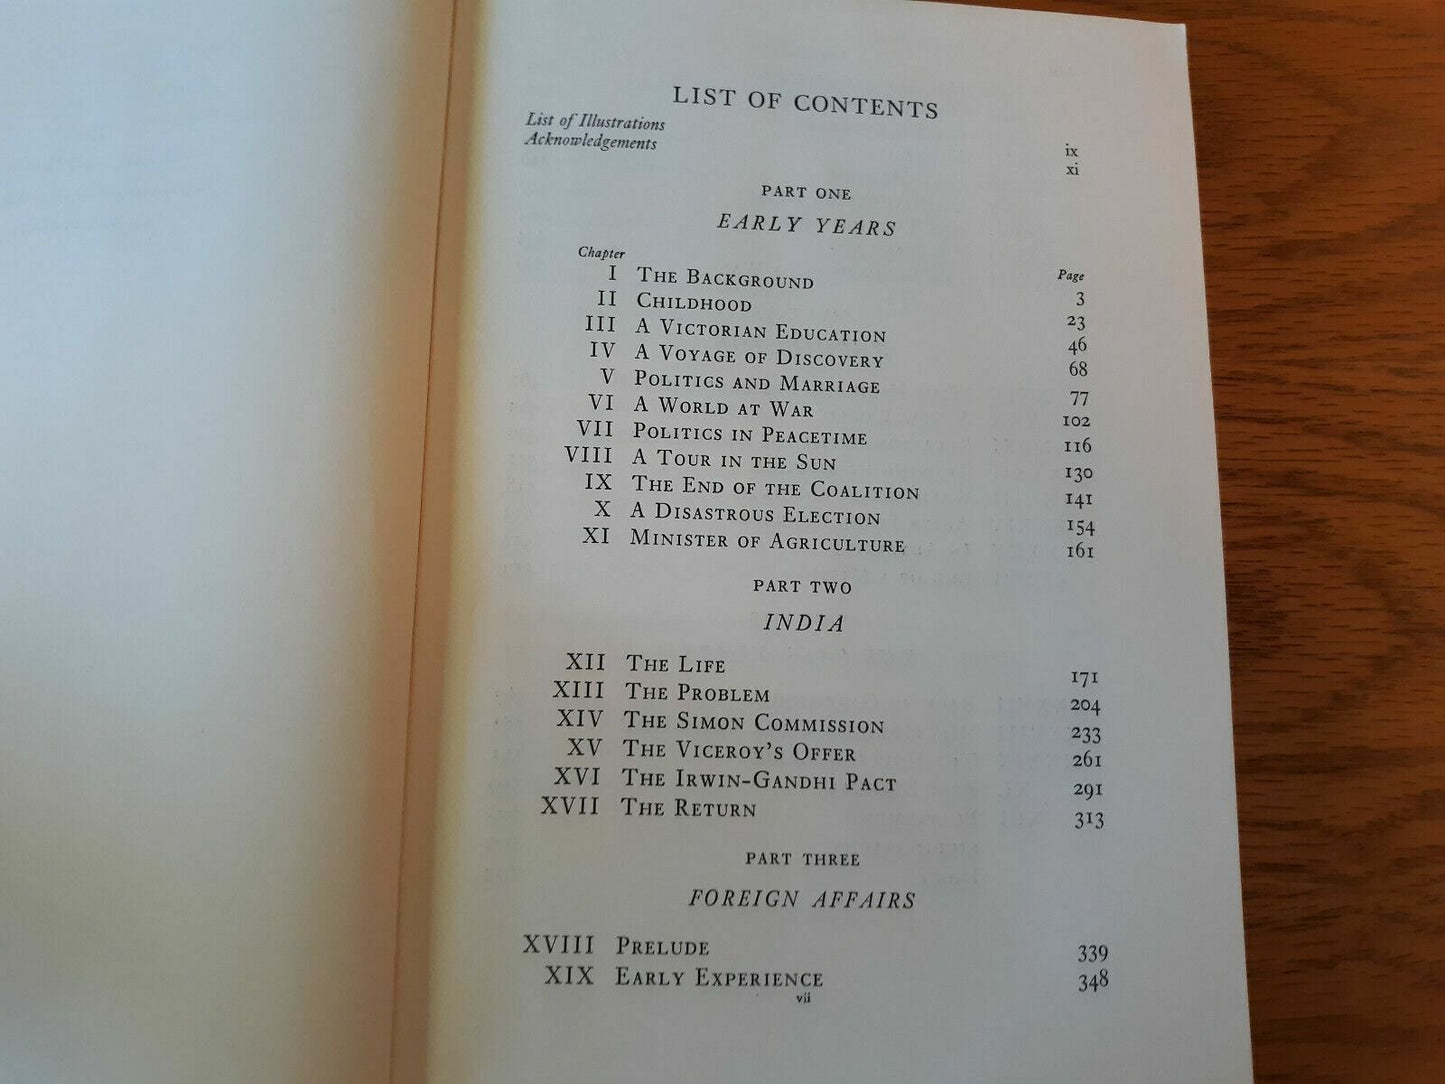 LIST OF CONTENTS
List of Illustrations ix
Acknowledgements xi
PART ONE
EARLY YEARS
Chapter Page
I THE BACKGROUND 3
II CHILDHOOD 23
III A VICTORIAN EDUCATION 46
IV A VOYAGE OF DISCOVERY 68
V POLITICS AND MARRIAGE 77
VI A WORLD AT WAR 102
VII POLITICS IN PEACETIME 116
VIII A TOUR IN THE SUN 130
IX THE END OF THE COALITION 141
X A DISASTROUS ELECTION 154
XI MINISTER OF AGRICULTURE 161
PART TWO
INDIA
XII THE LIFE 171
XIII THE PROBLEM 204
XIV THE SIMON COMMISSION 233
XV THE VICEROY'S OFFER 261
XVI THE IRWIN-GANDHI PACT 291
XVII THE RETURN 313
PART THREE
FOREIGN AFFAIRS
XVIII PRELUDE 339
XIX EARLY EXPERIENCE 348
vii